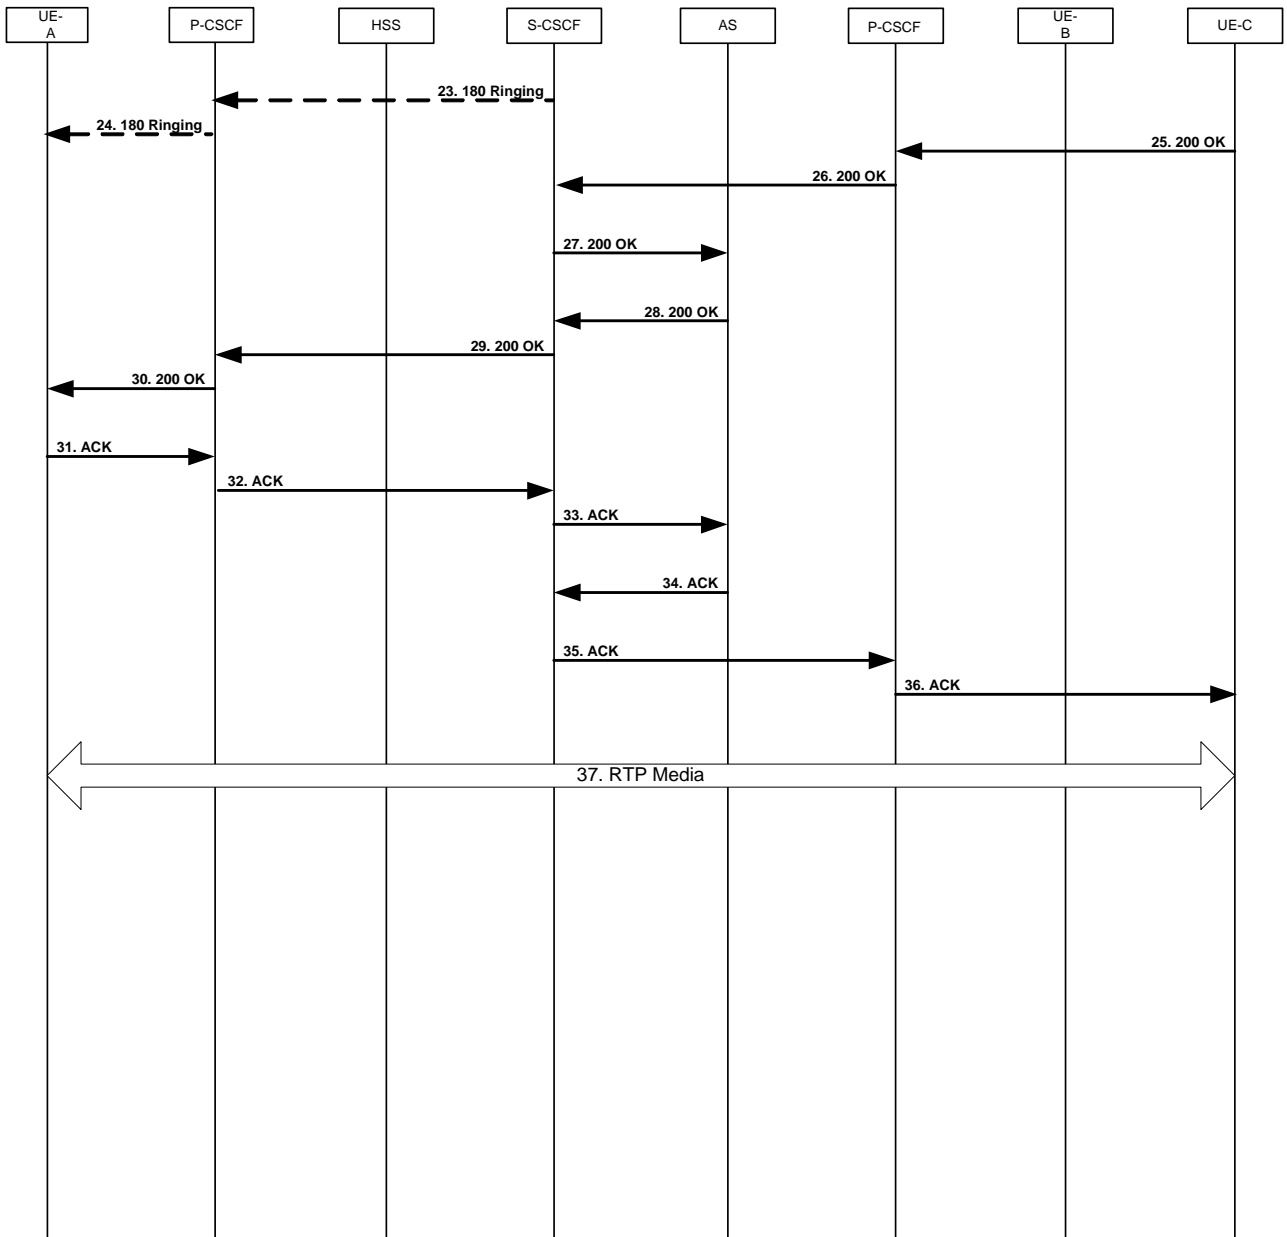 UE-
A
P-CSCF
HSS
S-CSCF
AS
P-CSCF
UE-
B
UE-C
23. 180 Ringing
24. 180 Ringing
25. 200 OK
26. 200 OK
27. 200 OK
28. 200 OK
29. 200 OK
30. 200 OK
31. ACK
32. ACK
33. ACK
34. ACK
35. ACK
36. ACK
37. RTP Media